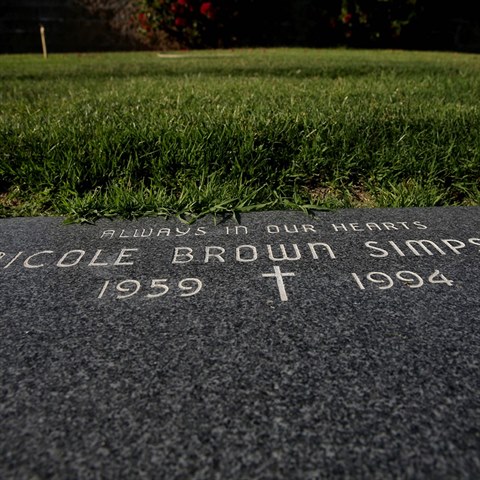 ALWAYS IN OUR HEARTS
ICOLE BROWN SIMPS
1959 1994